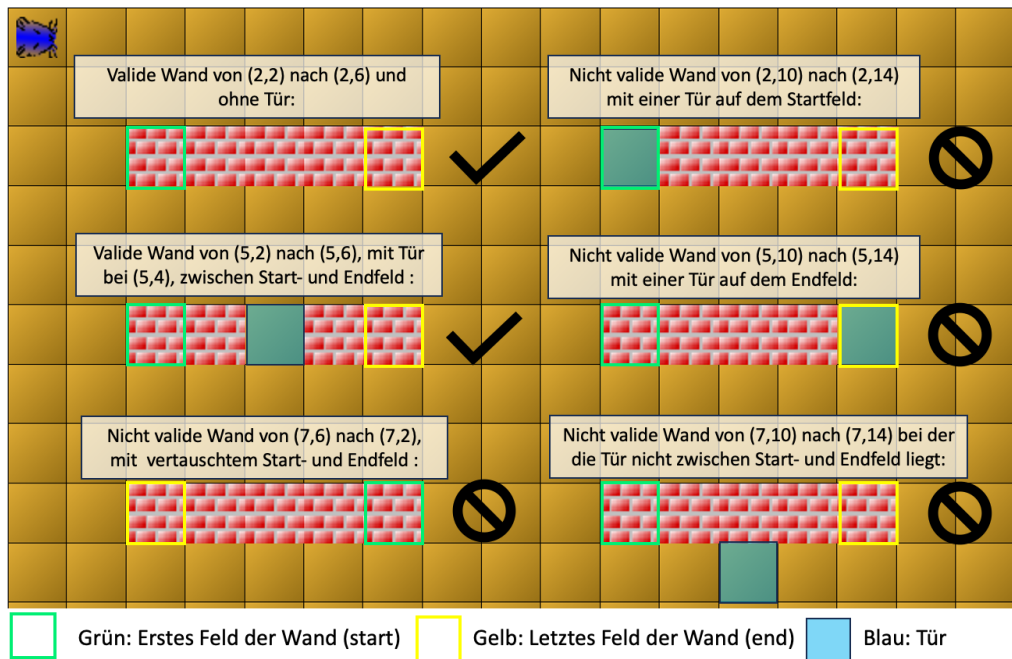 Valide Wand von (2,2) nach (2,6) und
ohne Tür:
Nicht valide Wand von (2,10) nach (2,14)
mit einer Tür auf dem Startfeld:
Valide Wand von (5,2) nach (5,6), mit Tür
bei (5,4), zwischen Start- und Endfeld :
Nicht valide Wand von (5,10) nach (5,14)
mit einer Tür auf dem Endfeld:
Nicht valide Wand von (7,6) nach (7,2),
mit vertauschtem Start- und Endfeld :
Nicht valide Wand von (7,10) nach (7,14) bei der
die Tür nicht zwischen Start- und Endfeld liegt:
Grün: Erstes Feld der Wand (start)
Gelb: Letztes Feld der Wand (end)
Blau: Tür